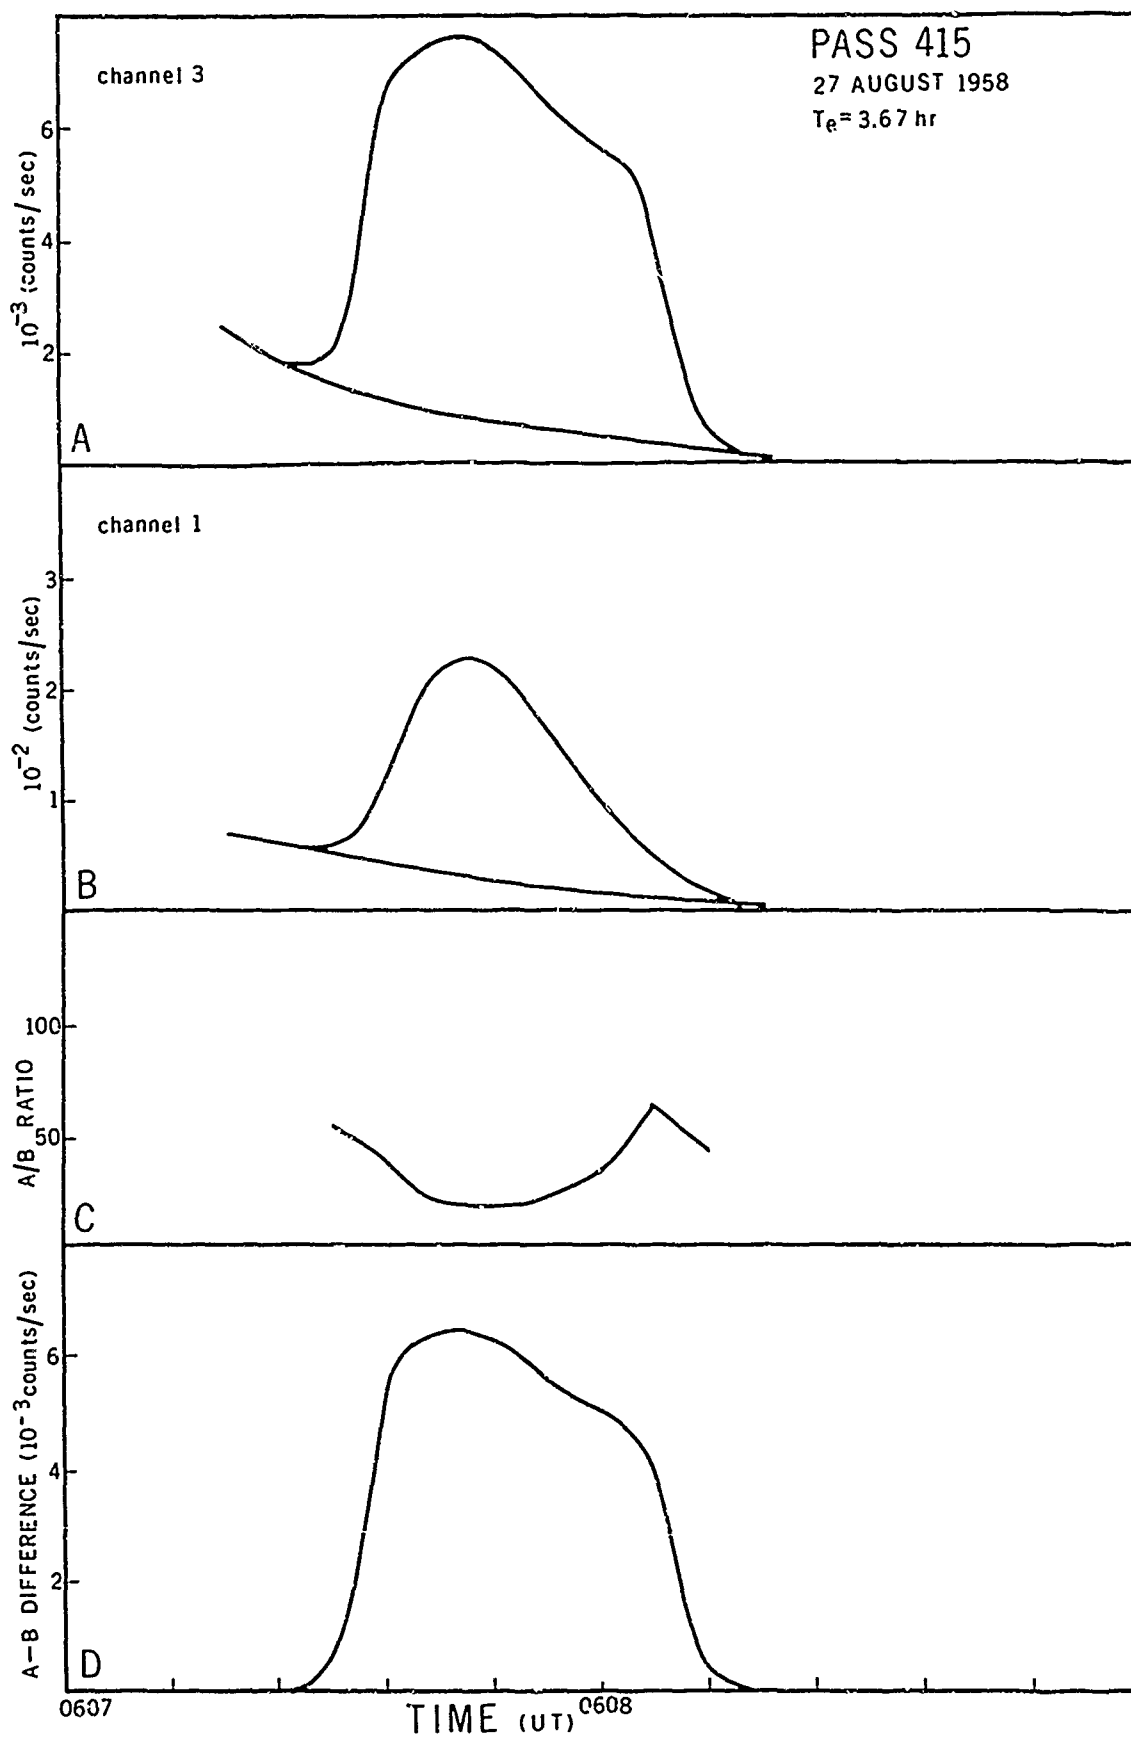 PASS 415
27 AUGUST 1958
Te= 3.67 hr
channel 3
10-3 (counts/sec)
6
4
2
A
channel 1
10-2 (counts/sec)
3
2
1
B
A/B RATIO
100
50
C
A-B DIFFERENCE (10-3 counts/sec)
6
4
2
D
0607
0608
TIME (UT)